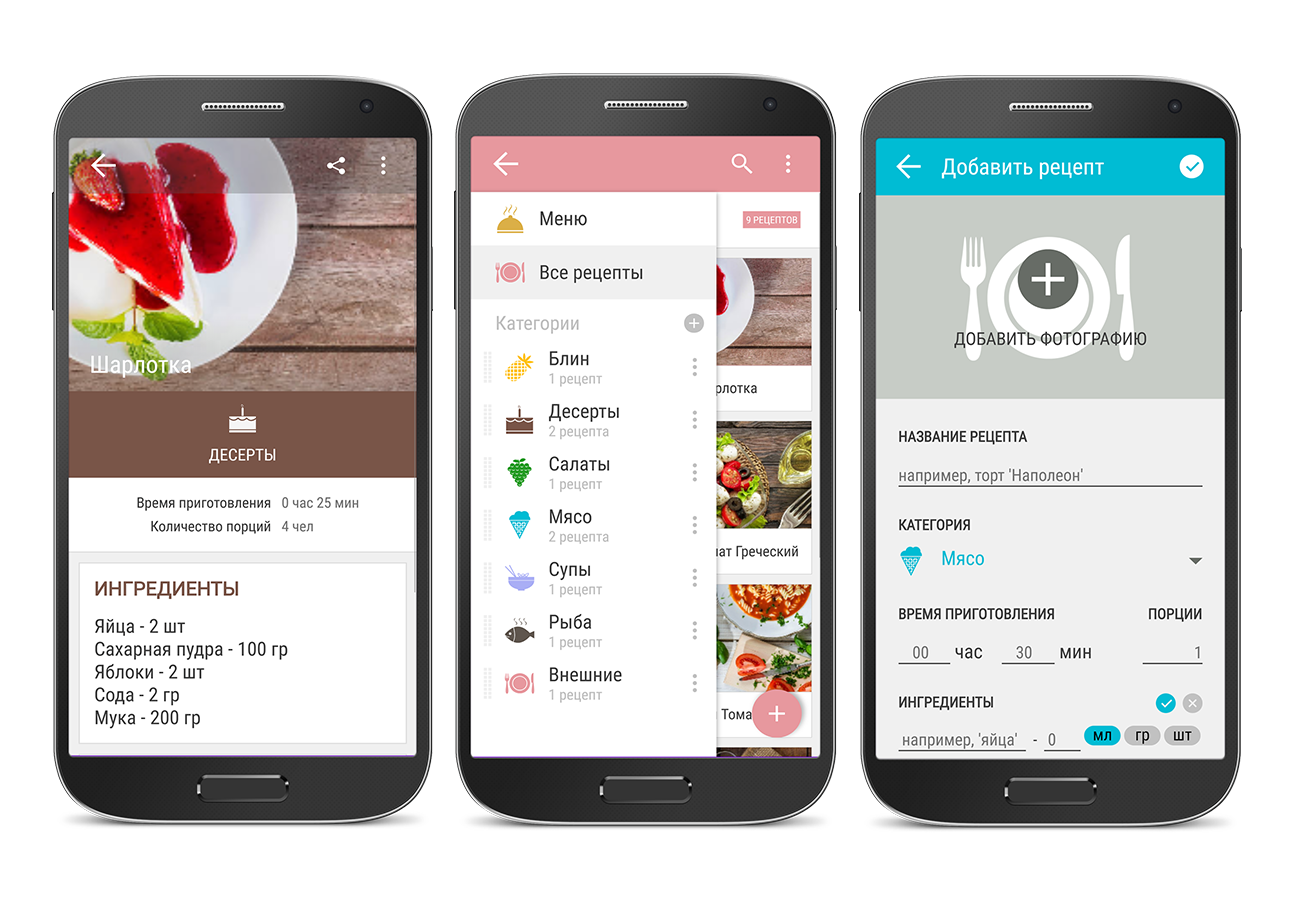 Шарлотка
ДЕСЕРТЫ
Время приготовления 0 час 25 мин
Количество порций 4 чел
ИНГРЕДИЕНТЫ
Яйца - 2 шт
Сахарная пудра - 100 гр
Яблоки - 2 шт
Сода - 2 гр
Мука - 200 гр
Меню
9 РЕЦЕПТОВ
Все рецепты
Категории
Блин
1 рецепт
рлотка
Десерты
2 рецепта
Салаты
1 рецепт
Мясо
2 рецепта
ат Греческий
Супы
1 рецепт
Рыба
1 рецепт
Внешние
1 рецепт
Тома
Добавить рецепт
ДОБАВИТЬ ФОТОГРАФИЮ
НАЗВАНИЕ РЕЦЕПТА
например, торт 'Наполеон'
КАТЕГОРИЯ
Мясо
ВРЕМЯ ПРИГОТОВЛЕНИЯ ПОРЦИИ
00 час 30 мин 1
ИНГРЕДИЕНТЫ
например, 'яйца' - 0 мл гр шт